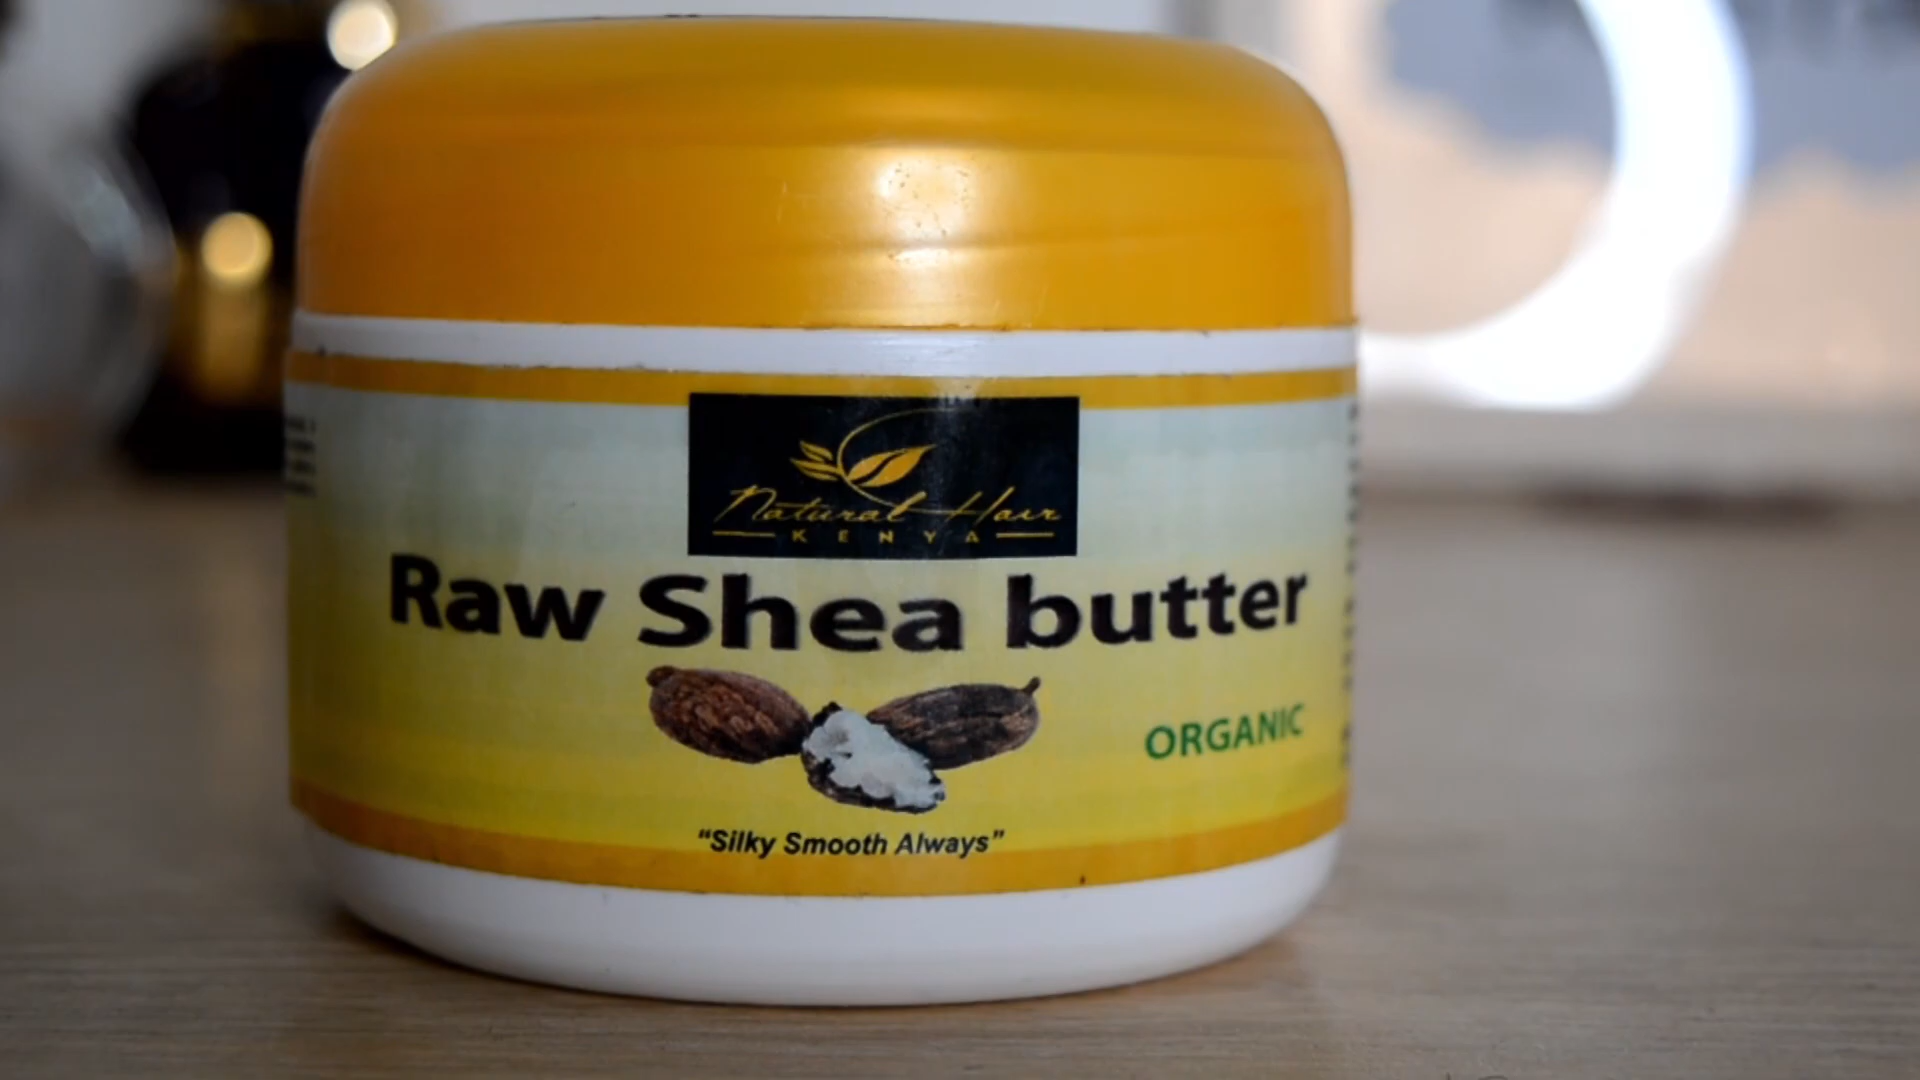 Natural Hair
KENYA
Raw Shea butter
ORGANIC
“Silky Smooth Always”